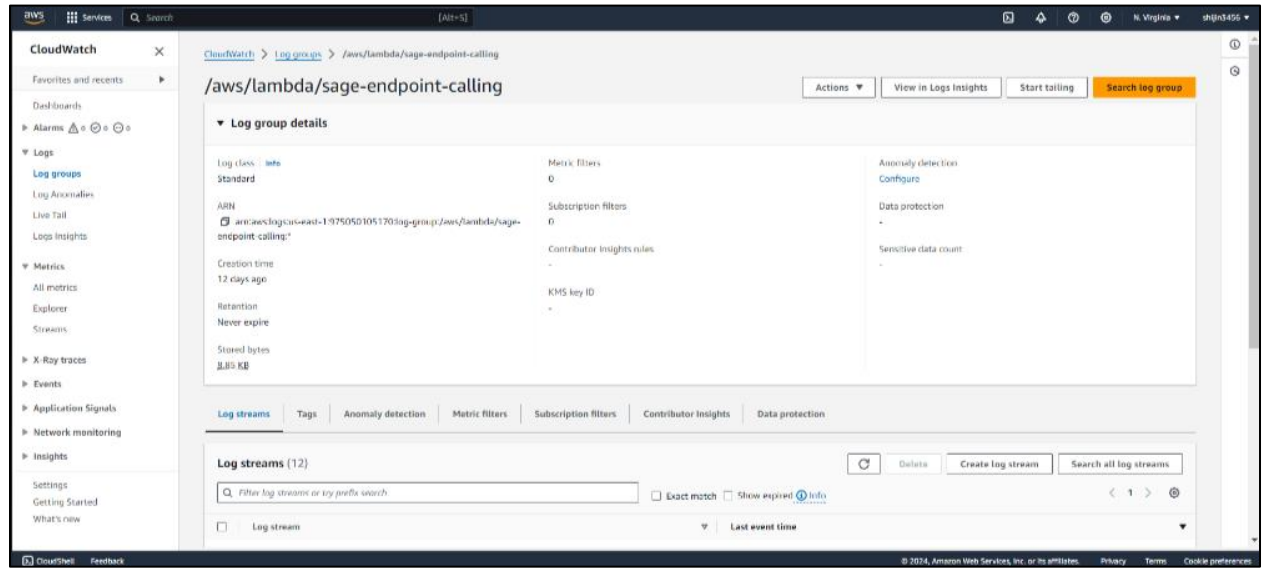 aws Services Search [Alt+S] N. Virginia shijin3456
CloudWatch
Favorites and recents
Dashboards
Alarms 0 0 0
Logs
Log groups
Log Anomalies
Live Tail
Logs Insights
Metrics
All metrics
Explorer
Streams
X-Ray traces
Events
Application Signals
Network monitoring
Insights
Settings
Getting Started
What's new
CloudWatch > Log groups > /aws/lambda/sage-endpoint-calling
/aws/lambda/sage-endpoint-calling
Actions View in Logs Insights Start tailing Search log group
Log group details
Log class Info
Standard
ARN
arn:aws:logs:us-east-1:975050105170:log-group:/aws/lambda/sage-
endpoint-calling:*
Creation time
12 days ago
Retention
Never expire
Stored bytes
KB
Metric filters
0
Subscription filters
0
Contributor Insights rules
-
KMS key ID
-
Anomaly detection
Configure
Data protection
-
Sensitive data count
-
Log streams Tags Anomaly detection Metric filters Subscription filters Contributor Insights Data protection
Log streams (12)
Delete Create log stream Search all log streams
Filter log streams or try prefix search Exact match Show expired Info 1
Log stream Last event time
CloudShell Feedback © 2024, Amazon Web Services, Inc. or its affiliates. Privacy Terms Cookie preferences